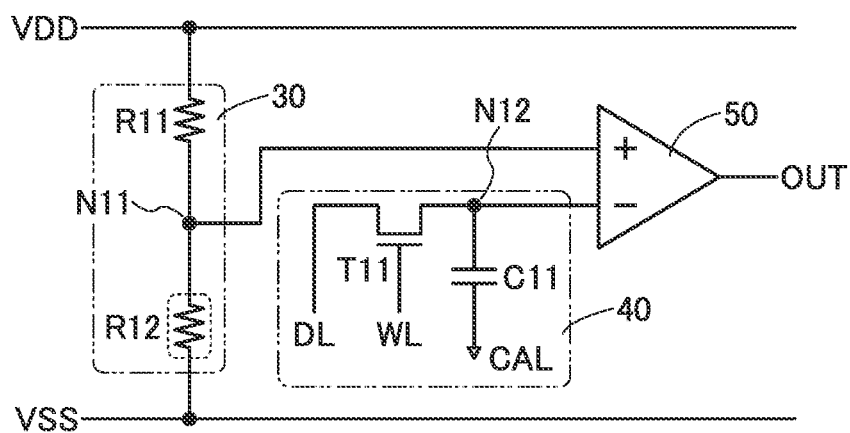 VDD
30
R11
N12
50
+
OUT
N11
−
T11
C11
R12
DL
WL
40
CAL
VSS